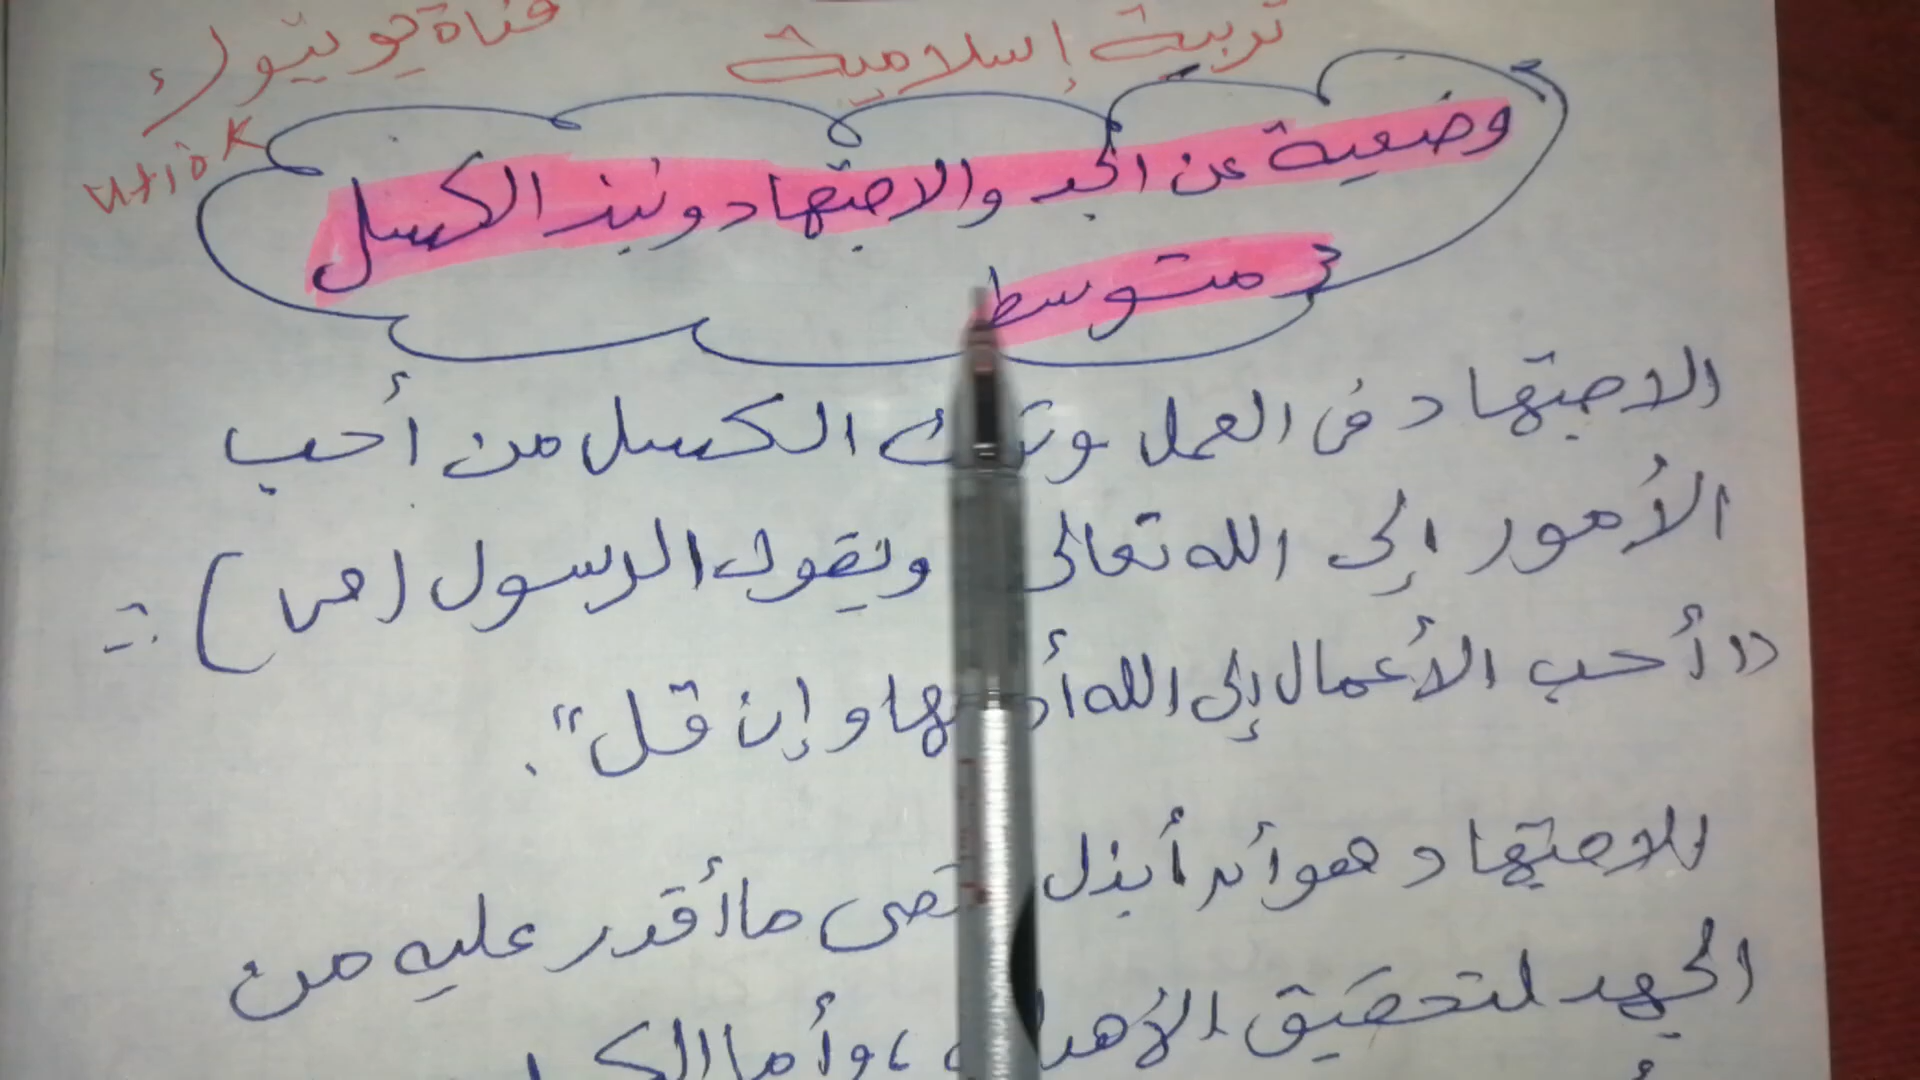 تربية إسلامية
قناة يوتيوك
وضعية عن الجد والاجتهاد ونبذ الكسل
متوسط
الاجتهاد في العمل وترك الكسل من أحب
الأمور إلى الله تعالى ويقول الرسول (ص) :
"أحب الأعمال إلى الله أدومها وإن قل".
للاجتهاد هو أن أبذل ما أقدر عليه من
الجهد لتحقيق الأهداف، وأما الكسل